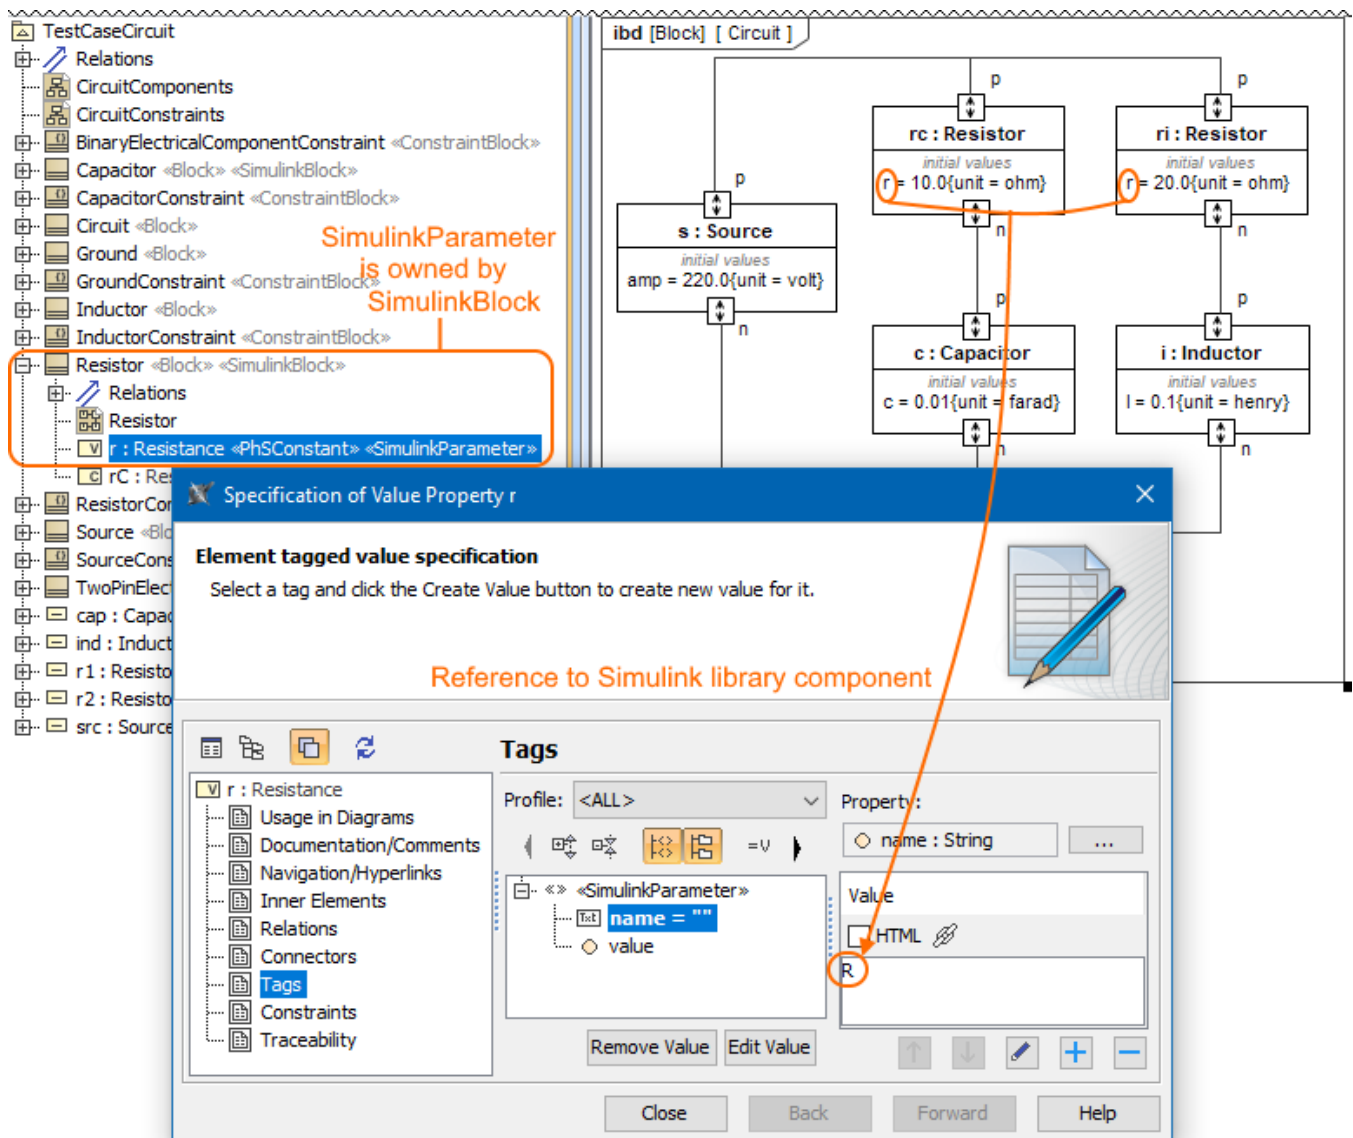 TestCaseCircuit
Relations
CircuitComponents
CircuitConstraints
BinaryElectricalComponentConstraint «ConstraintBlock»
Capacitor «Block» «SimulinkBlock»
CapacitorConstraint «ConstraintBlock»
Circuit «Block»
Ground «Block»
GroundConstraint «ConstraintBlock»
Inductor «Block»
InductorConstraint «ConstraintBlock»
Resistor «Block» «SimulinkBlock»
Relations
Resistor
r : Resistance «PhSConstant» «SimulinkParameter»
rC : Re
ResistorCor
Source «Blo
SourceCons
TwoPinElect
cap : Capac
ind : Induct
r1 : Resisto
r2 : Resisto
src : Source
SimulinkParameter
is owned by
SimulinkBlock
ibd [Block] [ Circuit ]
p
p
rc : Resistor
initial values
r = 10.0{unit = ohm}
n
ri : Resistor
initial values
r = 20.0{unit = ohm}
n
p
s : Source
initial values
amp = 220.0{unit = volt}
n
p
c : Capacitor
initial values
c = 0.01{unit = farad}
n
p
i : Inductor
initial values
l = 0.1{unit = henry}
n
Specification of Value Property r
Element tagged value specification
Select a tag and click the Create Value button to create new value for it.
Reference to Simulink library component
r : Resistance
Usage in Diagrams
Documentation/Comments
Navigation/Hyperlinks
Inner Elements
Relations
Connectors
Tags
Constraints
Traceability
Tags
Profile: <ALL>
=V
«» «SimulinkParameter»
Txt name = ""
value
Remove Value Edit Value
Property:
name : String ...
Value
HTML
R
Close Back Forward Help